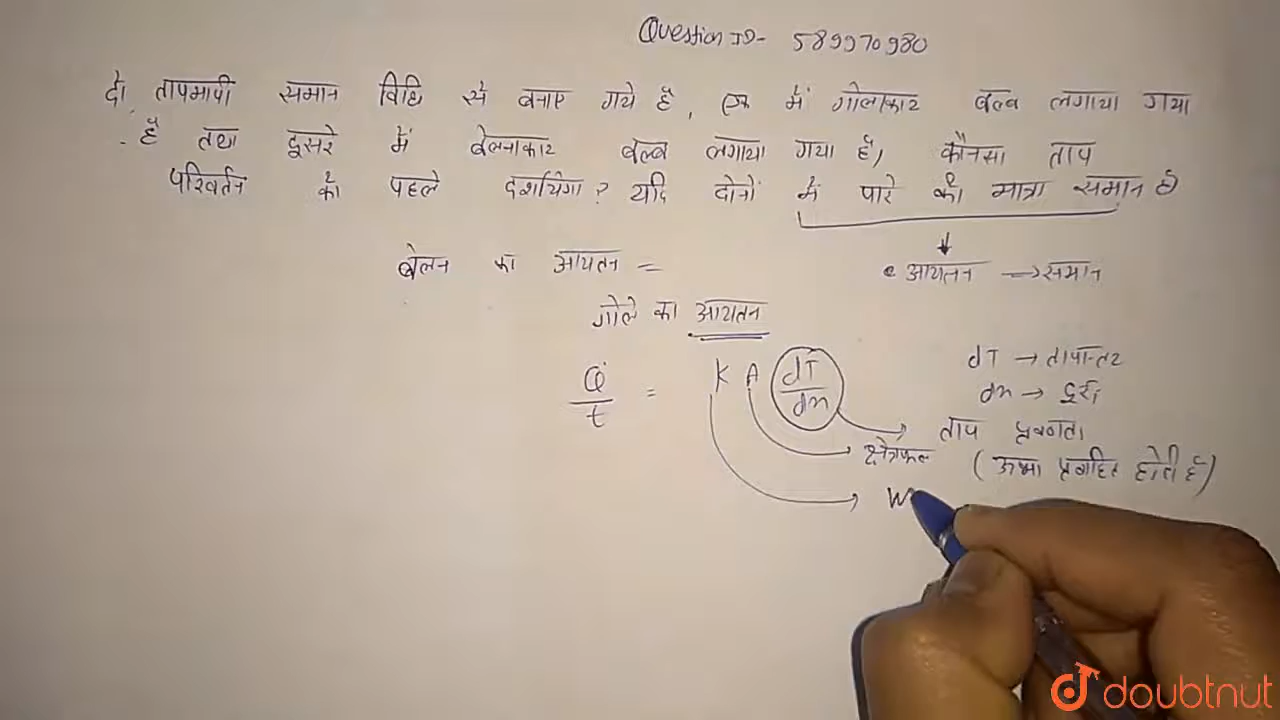 Question ID- 589970980
दो तापमापी समान विधि से बनाए गये है, एक में गोलाकार बल्ब लगाया गया
है तथा दूसरे में बेलनाकार बल्ब लगाया गया है, कौनसा ताप
परिवर्तन को पहले दर्शायेगा? यदि दोनों में पारे की मात्रा समान हो
बेलन का आयतन =
आयतन → समान
गोले का आयतन
Q/t = K A dT/dn
dT → तापान्तर
dn → दूरी
ताप प्रवणता
क्षेत्रफल (ऊष्मा प्रवाहित होती है)
W
doubtnut